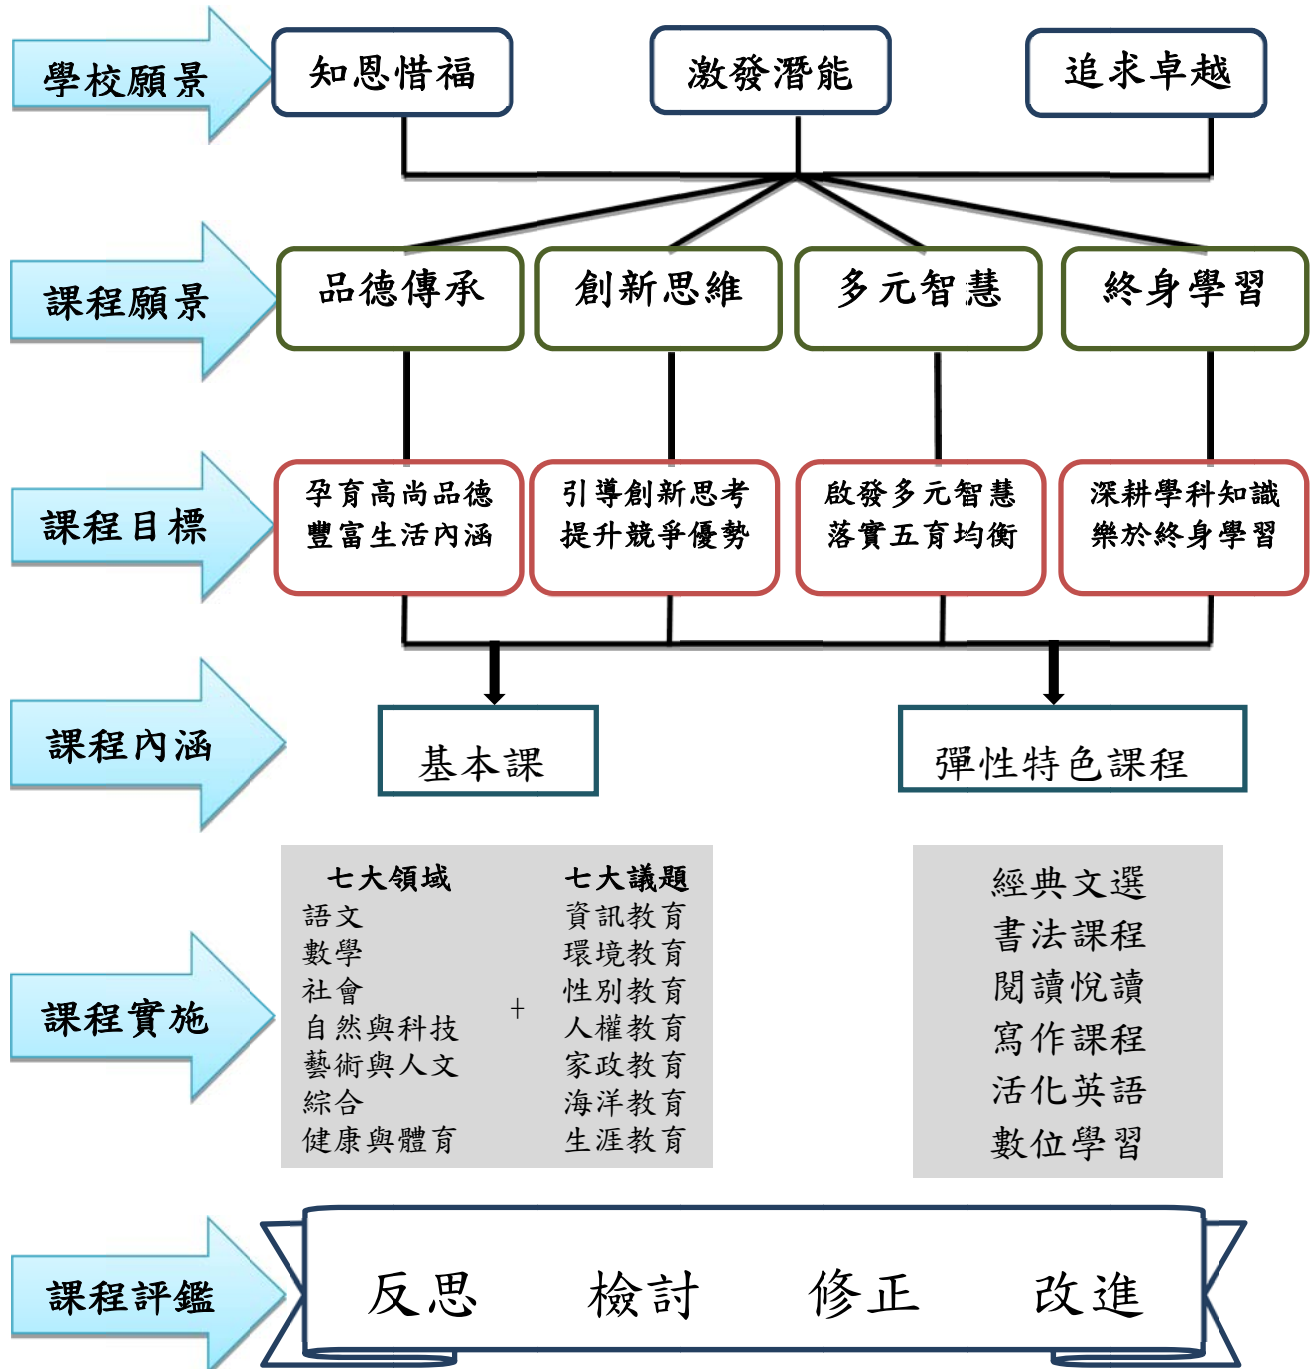 學校願景
知恩惜福
激發潛能
追求卓越
課程願景
品德傳承
創新思維
多元智慧
終身學習
課程目標
孕育高尚品德
豐富生活內涵
引導創新思考
提升競爭優勢
啟發多元智慧
落實五育均衡
深耕學科知識
樂於終身學習
課程內涵
基本課
彈性特色課程
課程實施
七大領域
語文
數學
社會
自然與科技
藝術與人文
綜合
健康與體育
+
七大議題
資訊教育
環境教育
性別教育
人權教育
家政教育
海洋教育
生涯教育
經典文選
書法課程
閱讀悅讀
寫作課程
活化英語
數位學習
課程評鑑
反思 檢討 修正 改進